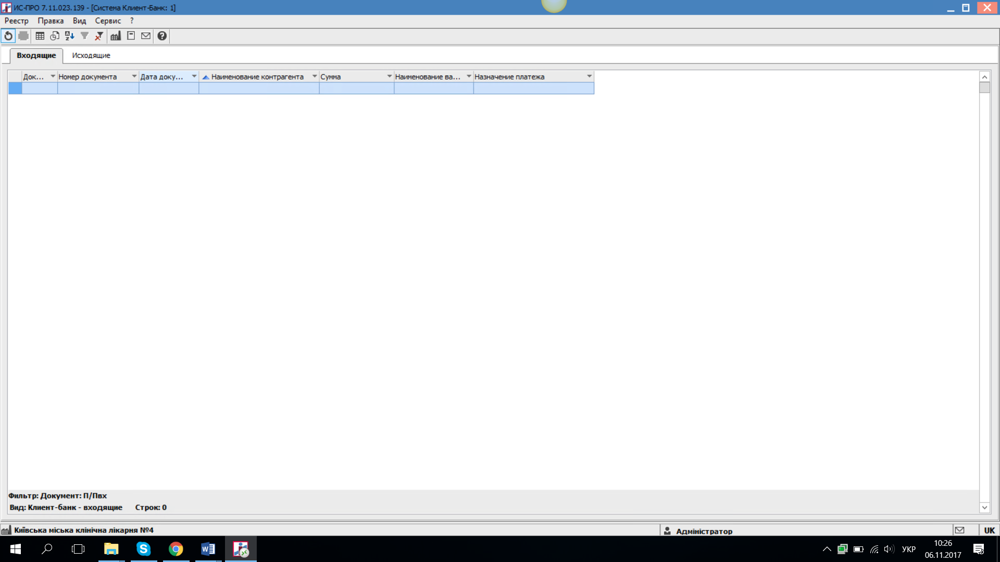 ИС-ПРО 7.11.023.139 - [Система Клиент-Банк: 1]
Реестр Правка Вид Сервис ?
Входящие Исходящие
Док... Номер документа Дата доку... Наименование контрагента Сумма Наименование ва... Назначение платежа
Фильтр: Документ: П/Пвх
Вид: Клиент-банк - входящие Строк: 0
Київська міська клінічна лікарня №4 Адміністратор UK
УКР 10:26
06.11.2017